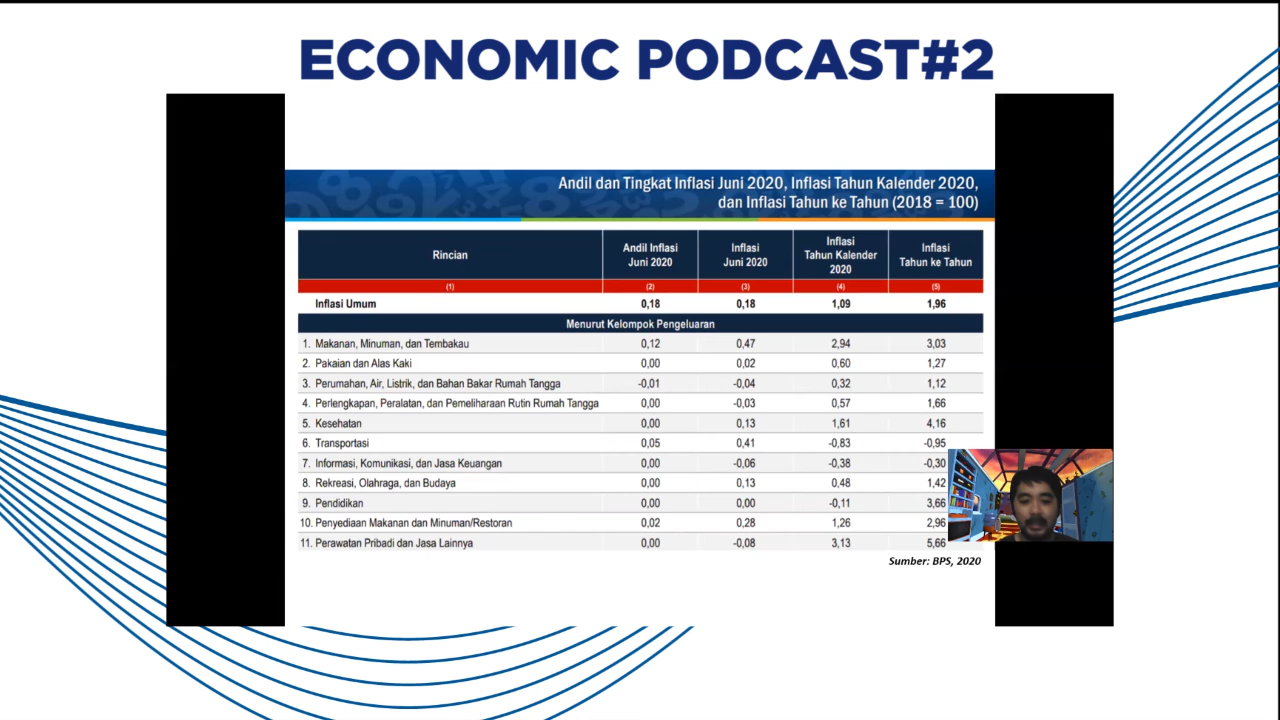 ECONOMIC PODCAST#2
Andil dan Tingkat Inflasi Juni 2020, Inflasi Tahun Kalender 2020,
dan Inflasi Tahun ke Tahun (2018 = 100)
Rincian Andil Inflasi Juni 2020 Inflasi Juni 2020 Inflasi Tahun Kalender 2020 Inflasi Tahun ke Tahun
(1) (2) (3) (4) (5)
Inflasi Umum 0,18 0,18 1,09 1,96
Menurut Kelompok Pengeluaran
1. Makanan, Minuman, dan Tembakau 0,12 0,47 2,94 3,03
2. Pakaian dan Alas Kaki 0,00 0,02 0,60 1,27
3. Perumahan, Air, Listrik, dan Bahan Bakar Rumah Tangga -0,01 -0,04 0,32 1,12
4. Perlengkapan, Peralatan, dan Pemeliharaan Rutin Rumah Tangga 0,00 -0,03 0,57 1,66
5. Kesehatan 0,00 0,13 1,61 4,16
6. Transportasi 0,05 0,41 -0,83 -0,95
7. Informasi, Komunikasi, dan Jasa Keuangan 0,00 -0,06 -0,38 -0,30
8. Rekreasi, Olahraga, dan Budaya 0,00 0,13 0,48 1,42
9. Pendidikan 0,00 0,00 -0,11 3,66
10. Penyediaan Makanan dan Minuman/Restoran 0,02 0,28 1,26 2,96
11. Perawatan Pribadi dan Jasa Lainnya 0,00 -0,08 3,13 5,66
Sumber: BPS, 2020